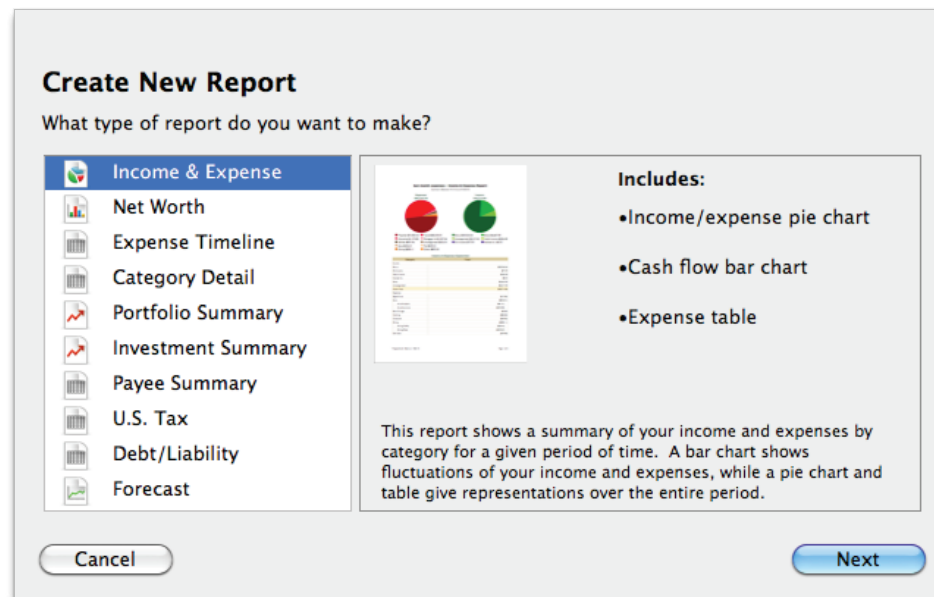 Create New Report
What type of report do you want to make?
Income & Expense
Net Worth
Expense Timeline
Category Detail
Portfolio Summary
Investment Summary
Payee Summary
U.S. Tax
Debt/Liability
Forecast
Includes:
•Income/expense pie chart
•Cash flow bar chart
•Expense table
This report shows a summary of your income and expenses by
category for a given period of time.  A bar chart shows
fluctuations of your income and expenses, while a pie chart and
table give representations over the entire period.
Cancel
Next